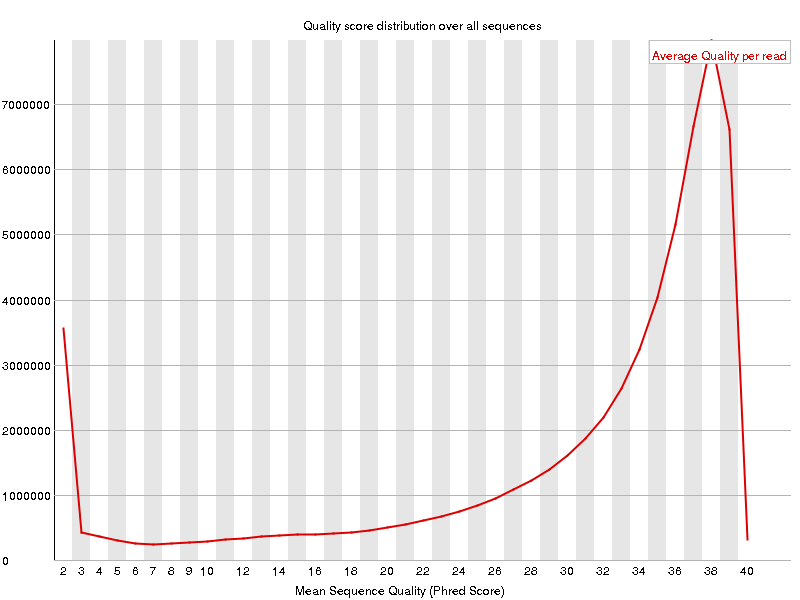 Quality score distribution over all sequences
Average Quality per read
7000000
6000000
5000000
4000000
3000000
2000000
1000000
0
2 3 4 5 6 7 8 9 10 12 14 16 18 20 22 24 26 28 30 32 34 36 38 40
Mean Sequence Quality (Phred Score)